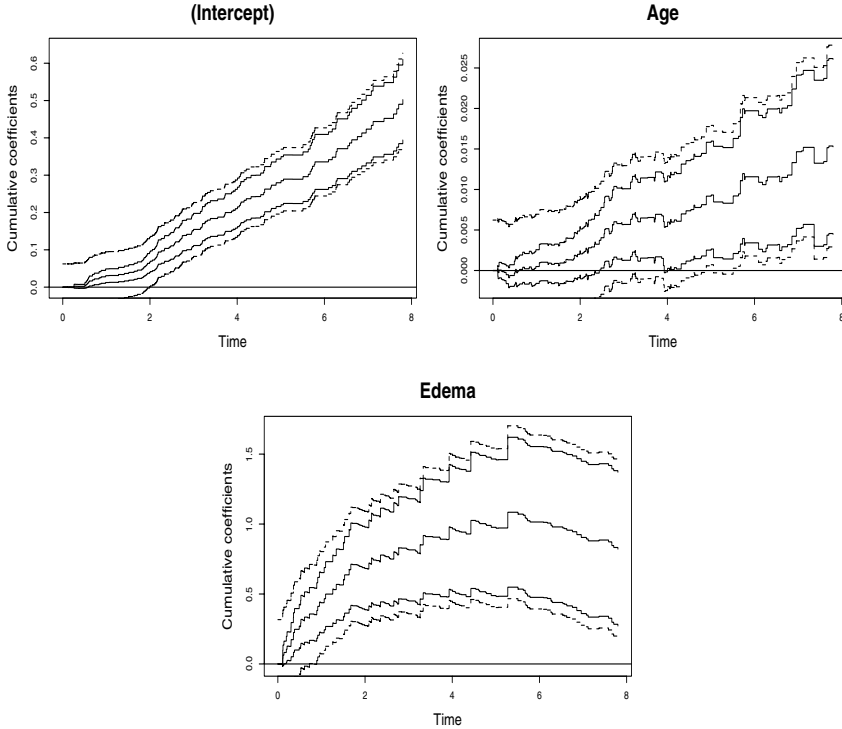 (Intercept)
Cumulative coefficients
0.0
0.1
0.2
0.3
0.4
0.5
0.6
0 2 4 6 8
Time
Age
Cumulative coefficients
0.000
0.005
0.010
0.015
0.020
0.025
0 2 4 6 8
Time
Edema
Cumulative coefficients
0.0
0.5
1.0
1.5
0 2 4 6 8
Time